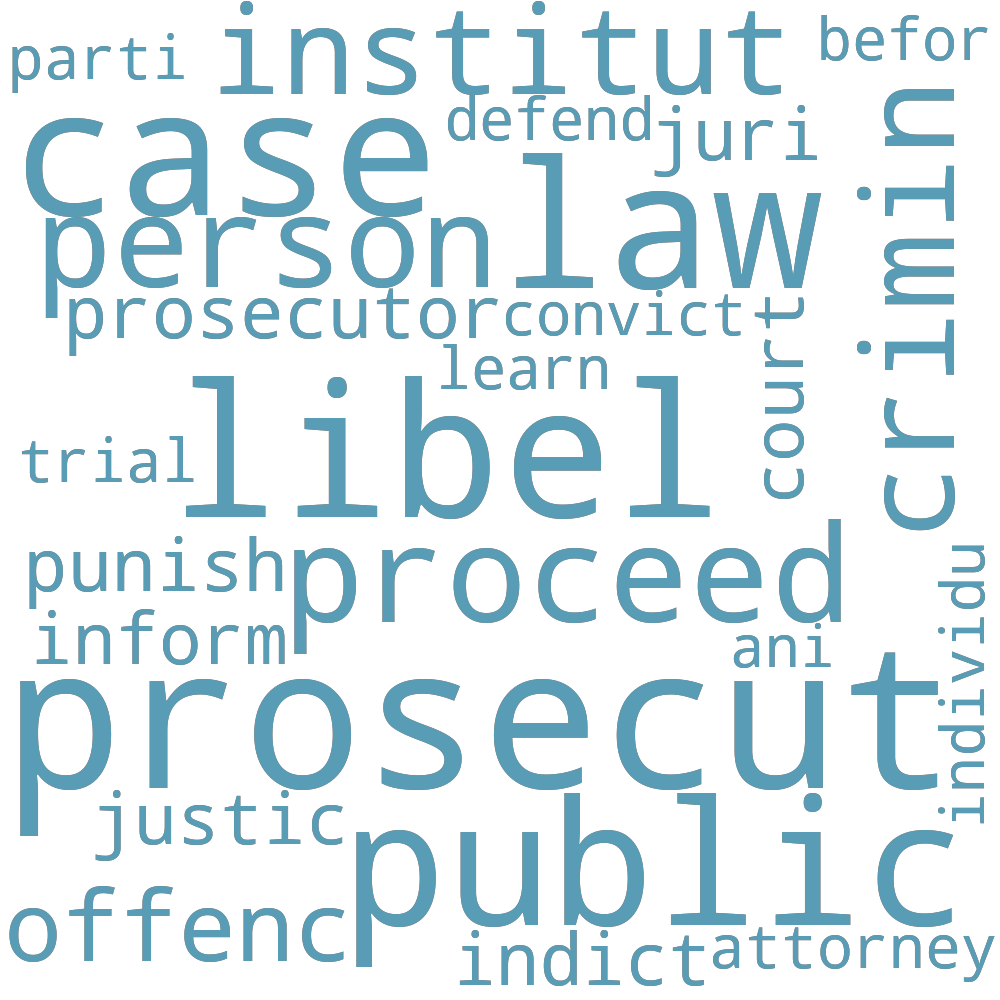 parti
institut
befor
case
defend
juri
crimin
person
law
prosecutor
convict
court
learn
trial
libel
punish
proceed
individu
inform
ani
prosecut
justic
public
offenc
indict
attorney